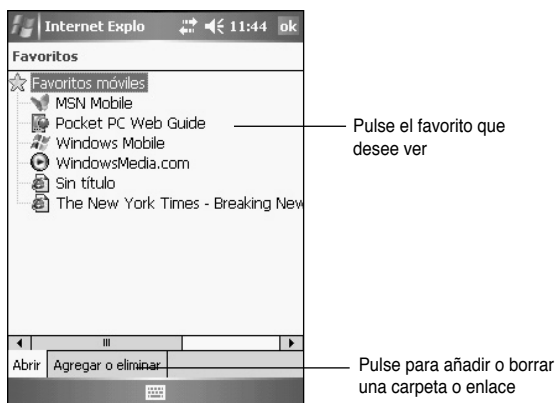 Internet Explo 11:44 ok
Favoritos
Favoritos móviles
MSN Mobile
Pocket PC Web Guide
Pulse el favorito que
desee ver
Windows Mobile
WindowsMedia.com
Sin título
The New York Times - Breaking New
Abrir Agregar o eliminar
Pulse para añadir o borrar
una carpeta o enlace